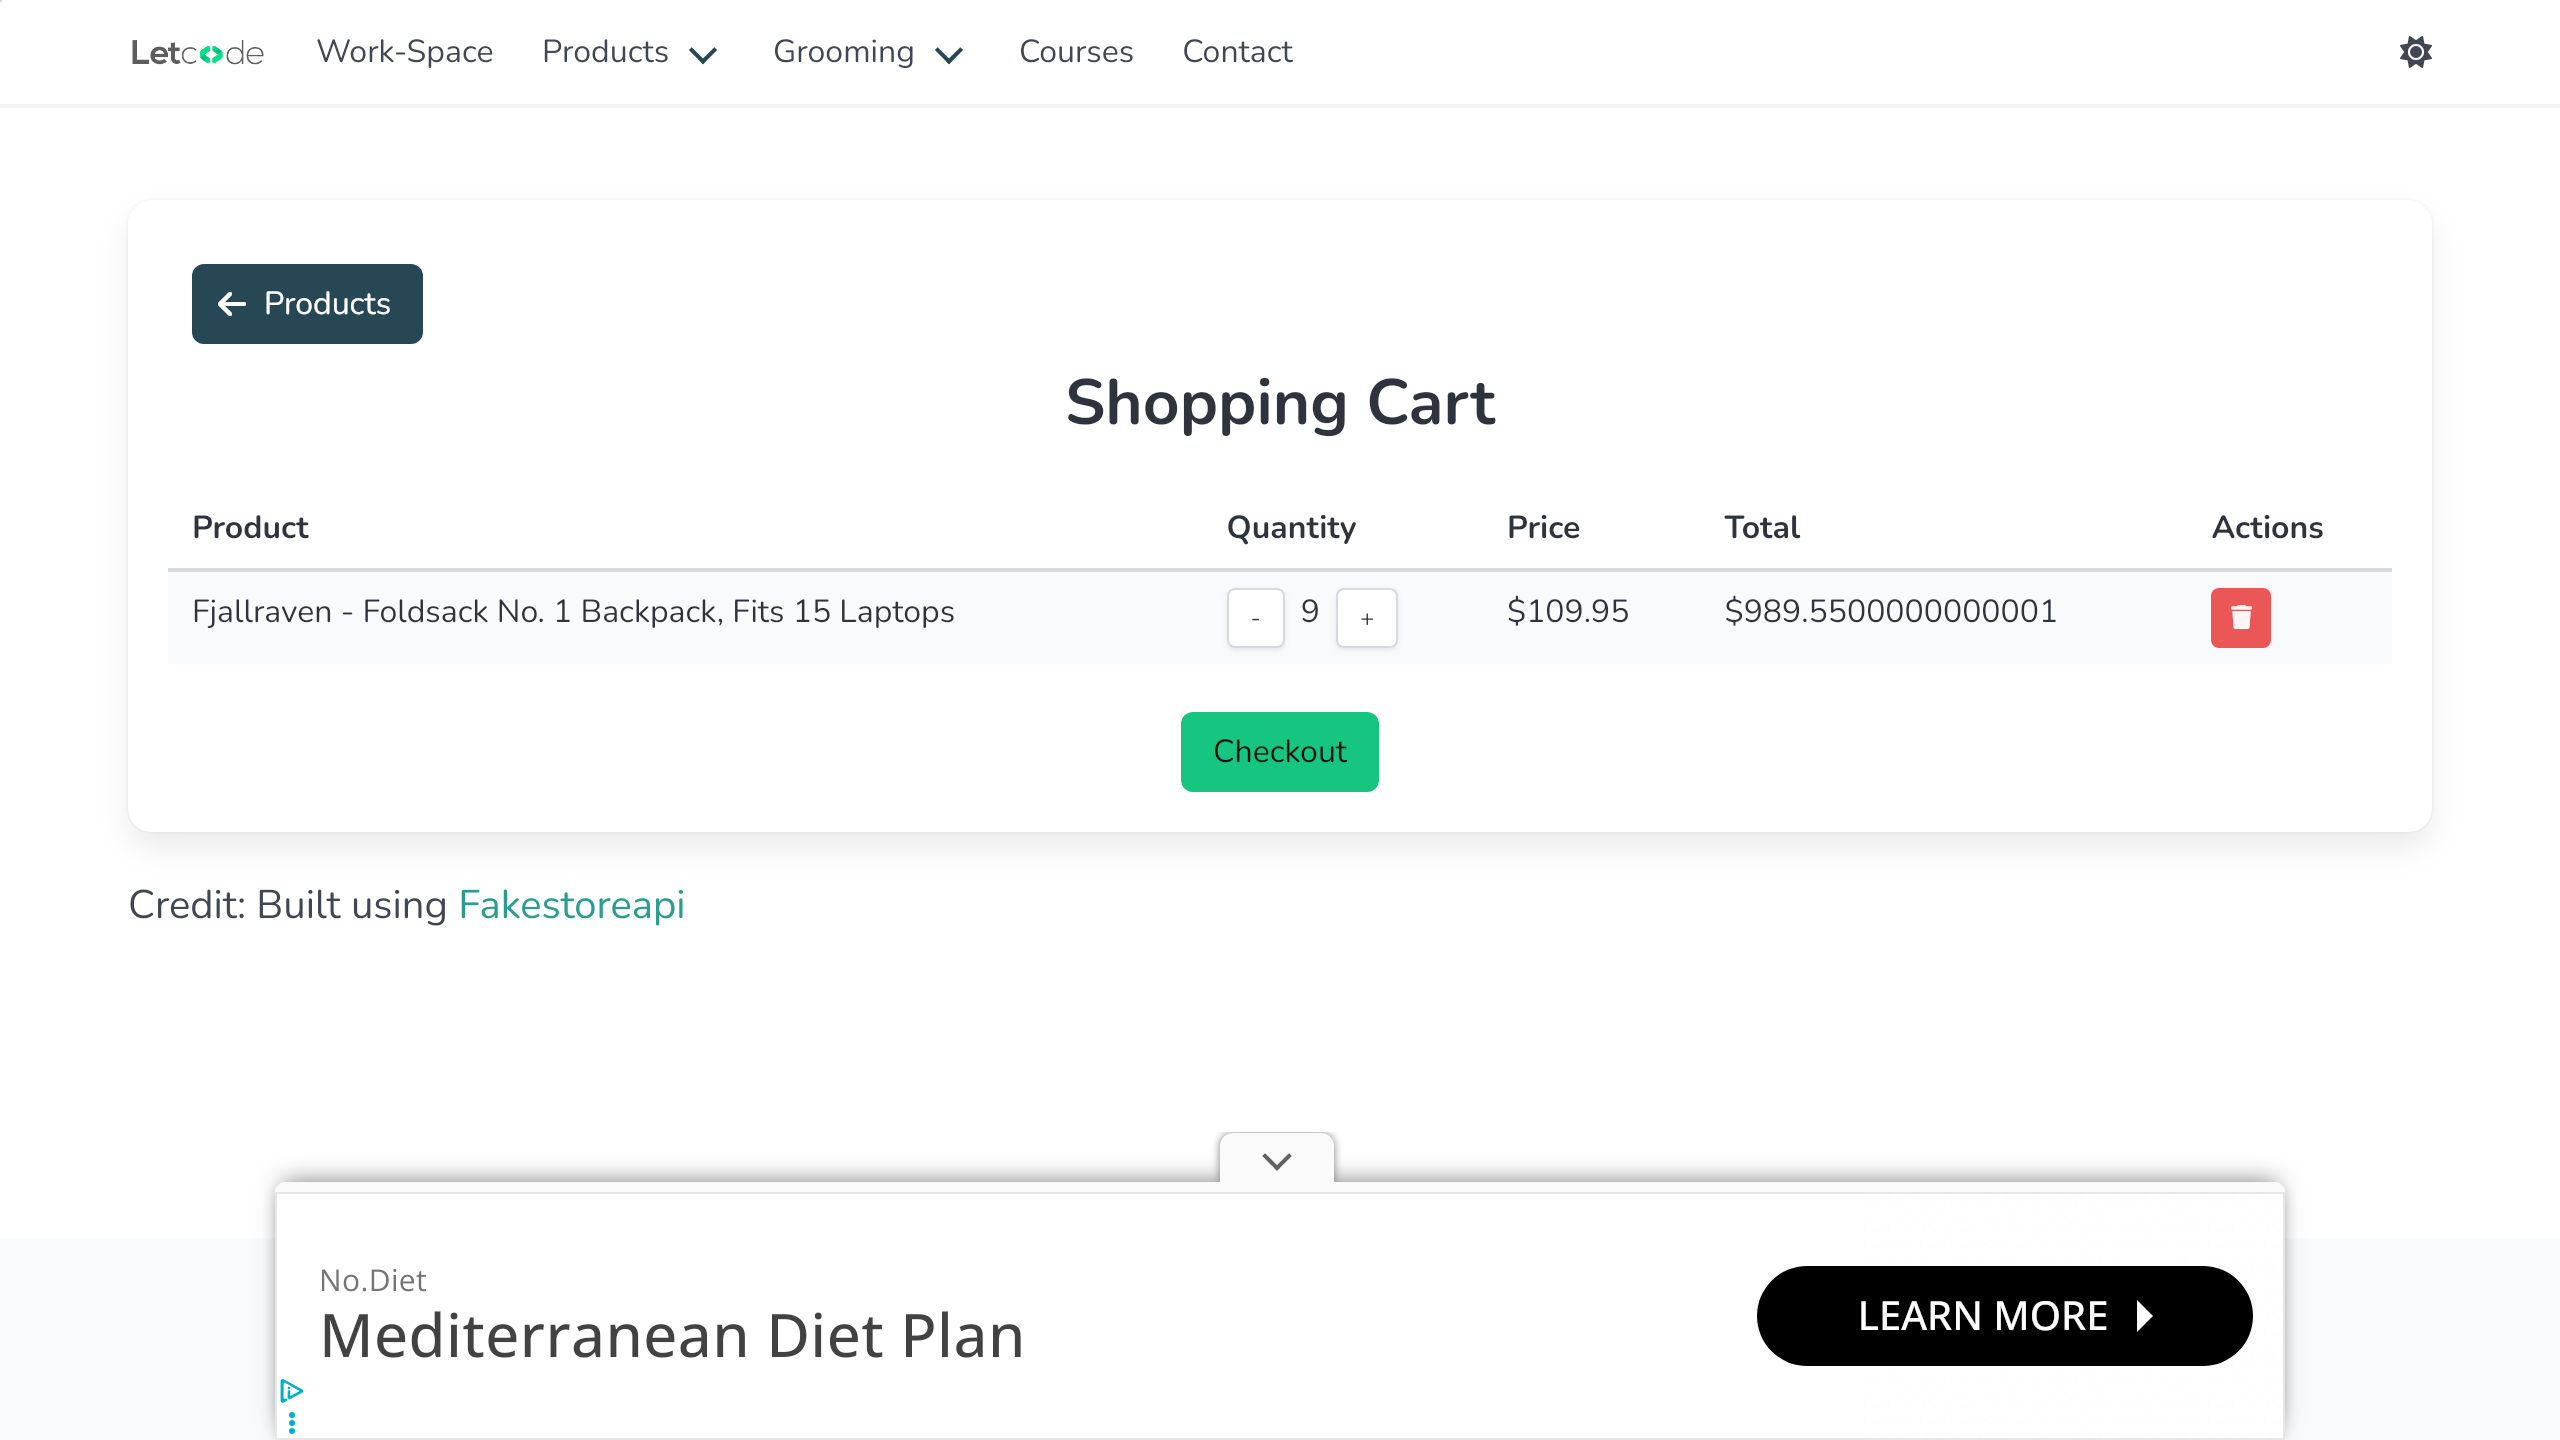 Letcode Work-Space Products Grooming Courses Contact
Products
Shopping Cart
Product Quantity Price Total Actions
Fjallraven - Foldsack No. 1 Backpack, Fits 15 Laptops - 9 + $109.95 $989.5500000000001
Checkout
Credit: Built using Fakestoreapi
No.Diet
Mediterranean Diet Plan
LEARN MORE